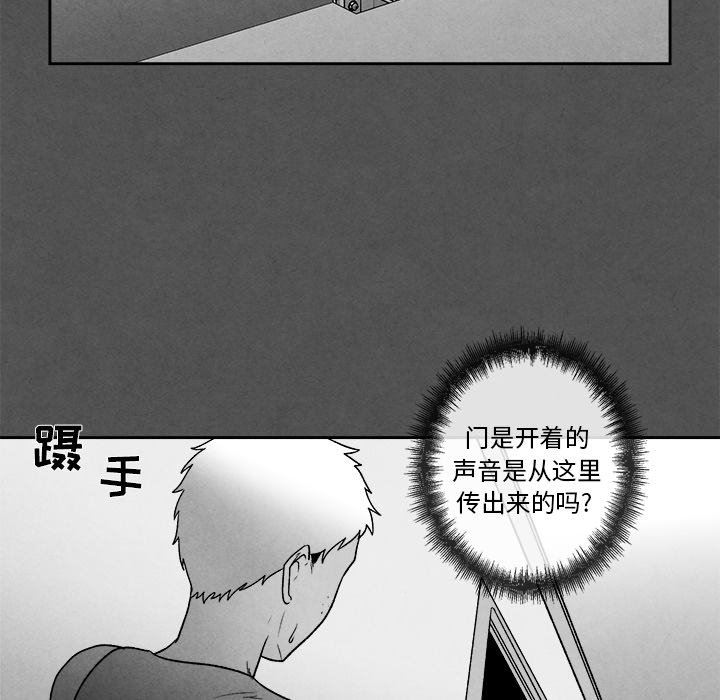 蹑
手
门是开着的
声音是从这里
传出来的吗?